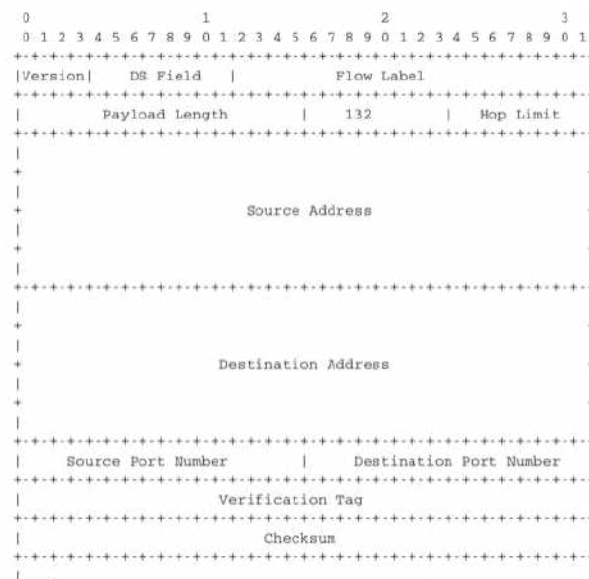 0                   1                   2                   3
0 1 2 3 4 5 6 7 8 9 0 1 2 3 4 5 6 7 8 9 0 1 2 3 4 5 6 7 8 9 0 1
+-+-+-+-+-+-+-+-+-+-+-+-+-+-+-+-+-+-+-+-+-+-+-+-+-+-+-+-+-+-+-+-
|Version|   DS Field   |           Flow Label
+-+-+-+-+-+-+-+-+-+-+-+-+-+-+-+-+-+-+-+-+-+-+-+-+-+-+-+-+-+-+-+-
|         Payload Length        |    132        |   Hop Limit
+-+-+-+-+-+-+-+-+-+-+-+-+-+-+-+-+-+-+-+-+-+-+-+-+-+-+-+-+-+-+-+-
|
+
|
+                         Source Address
|
+
|
+-+-+-+-+-+-+-+-+-+-+-+-+-+-+-+-+-+-+-+-+-+-+-+-+-+-+-+-+-+-+-+-
|
+
|
+                      Destination Address
|
+
|
+-+-+-+-+-+-+-+-+-+-+-+-+-+-+-+-+-+-+-+-+-+-+-+-+-+-+-+-+-+-+-+-
|     Source Port Number        |     Destination Port Number
+-+-+-+-+-+-+-+-+-+-+-+-+-+-+-+-+-+-+-+-+-+-+-+-+-+-+-+-+-+-+-+-
|                      Verification Tag
+-+-+-+-+-+-+-+-+-+-+-+-+-+-+-+-+-+-+-+-+-+-+-+-+-+-+-+-+-+-+-+-
|                           Checksum
+-+-+-+-+-+-+-+-+-+-+-+-+-+-+-+-+-+-+-+-+-+-+-+-+-+-+-+-+-+-+-+-
|